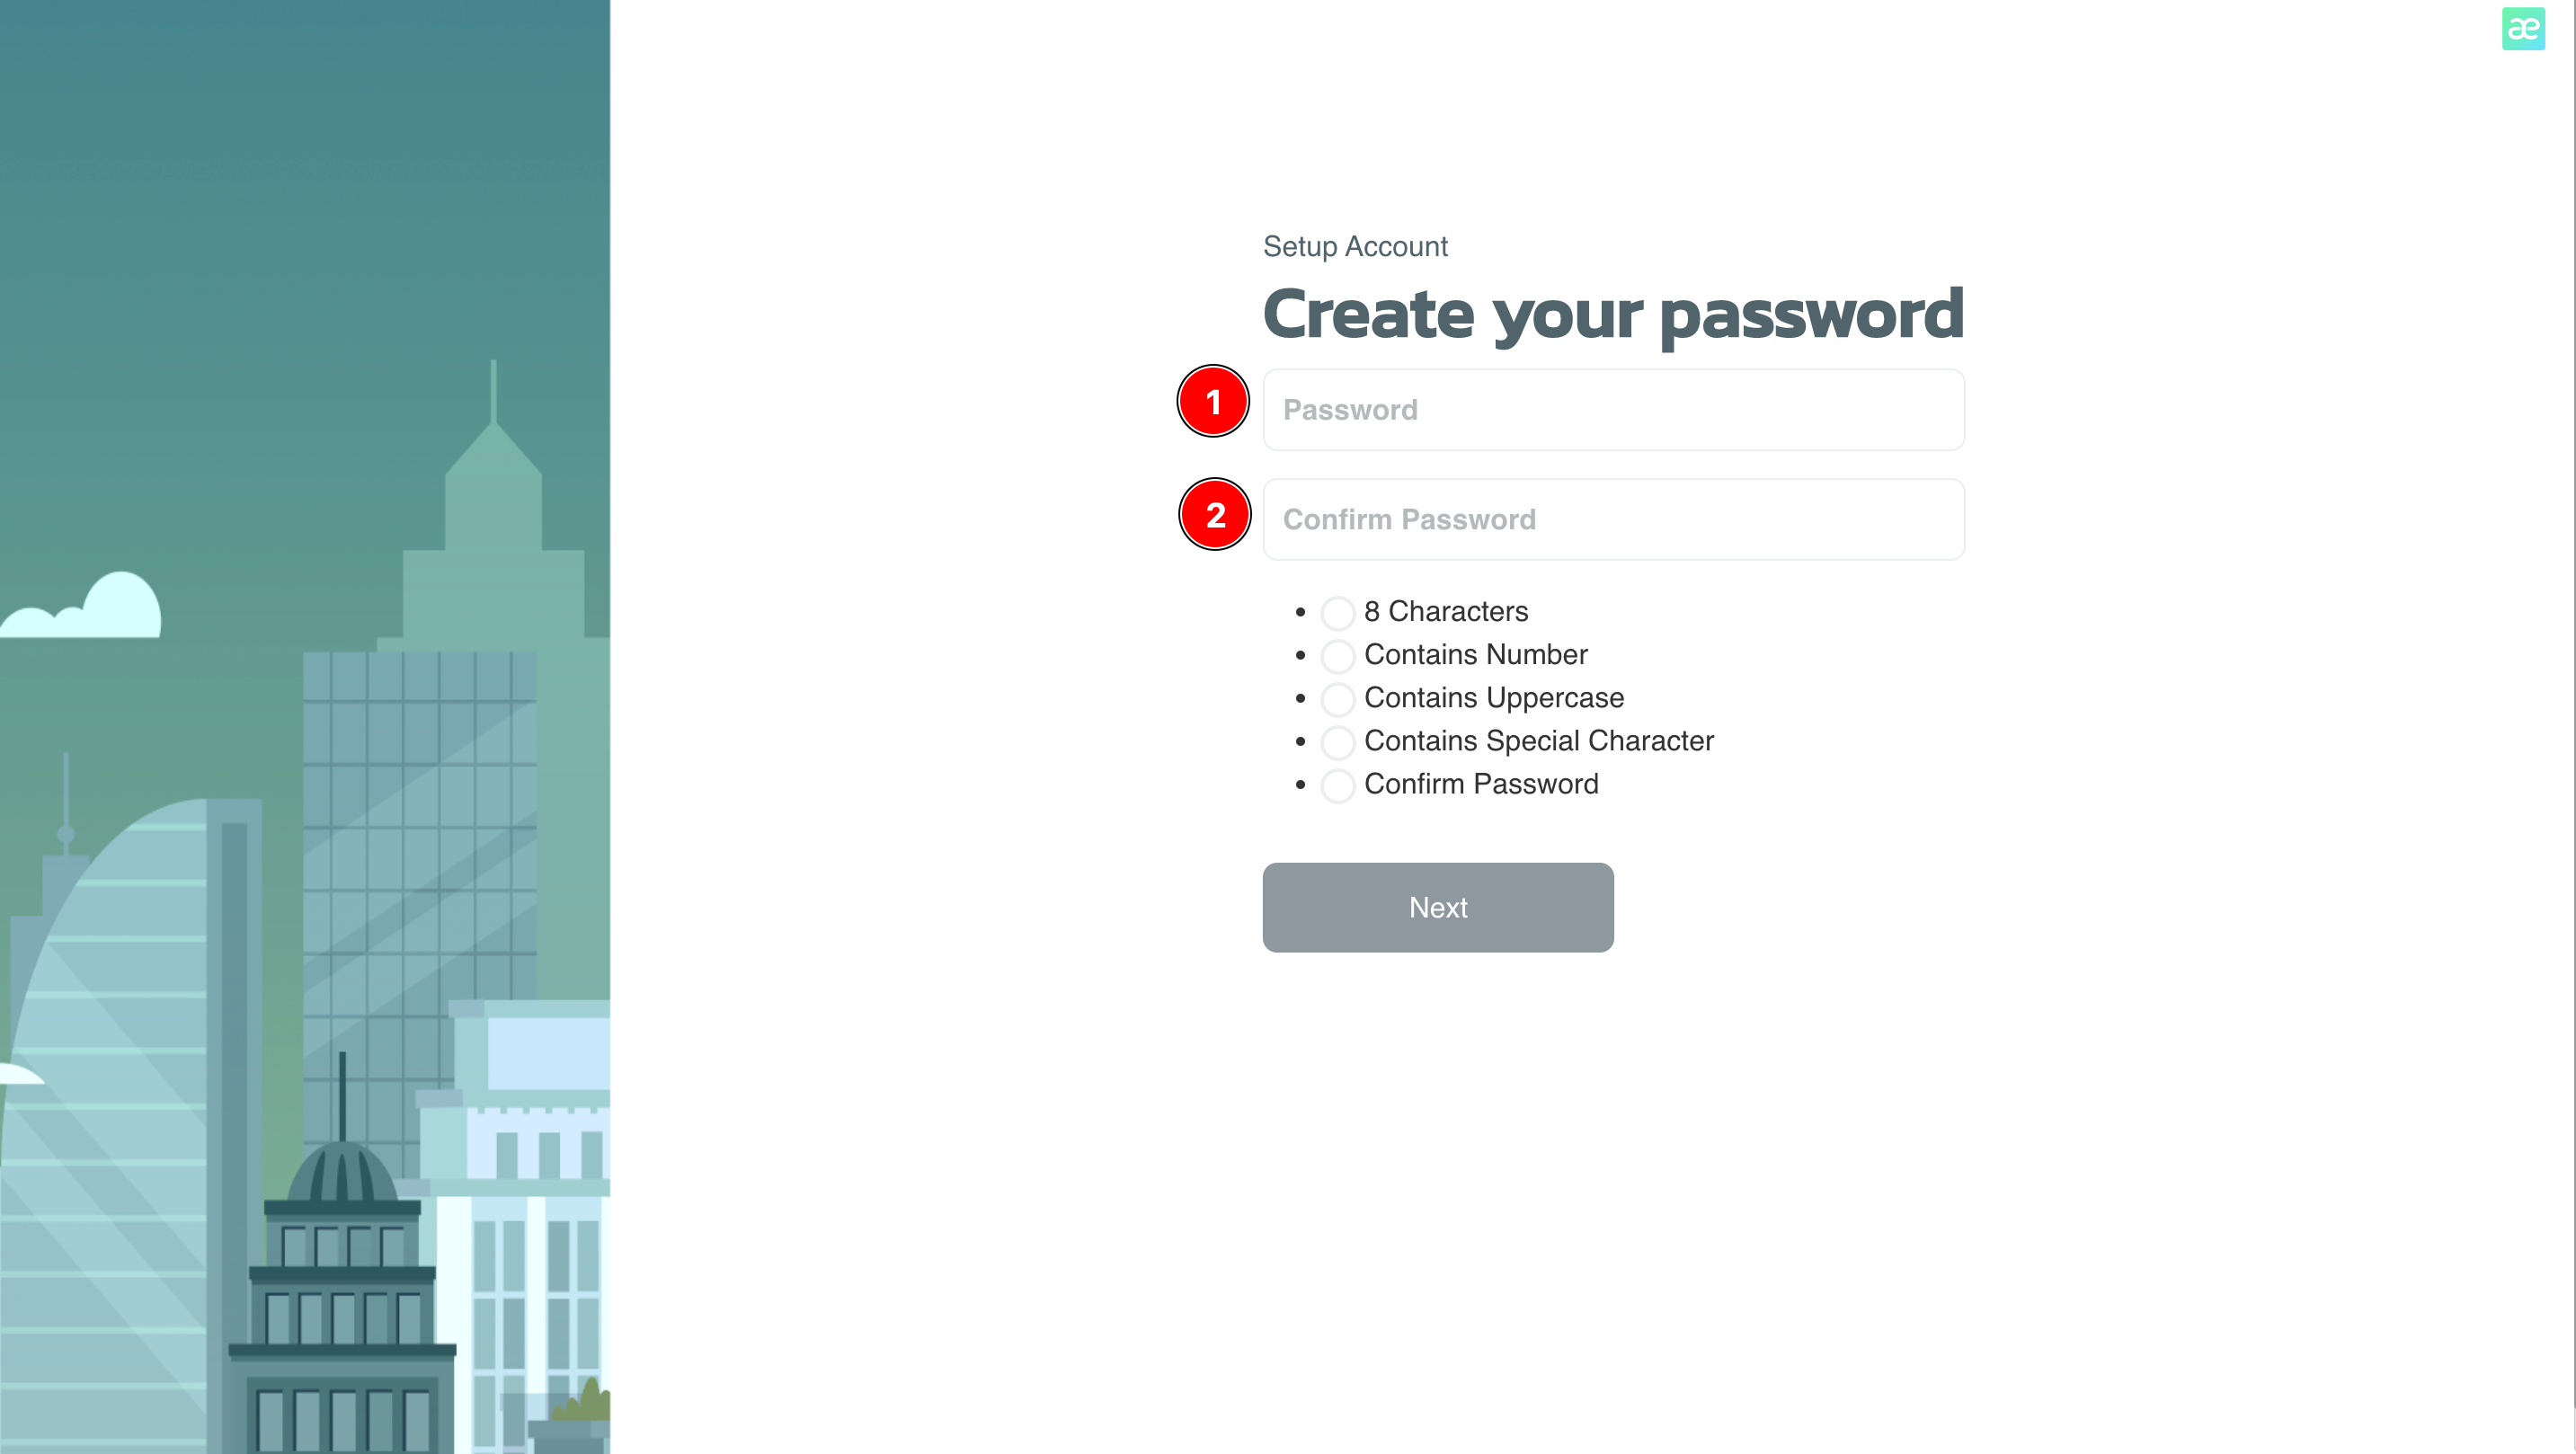 æ
Setup Account
Create your password
1
Password
2
Confirm Password
8 Characters
Contains Number
Contains Uppercase
Contains Special Character
Confirm Password
Next